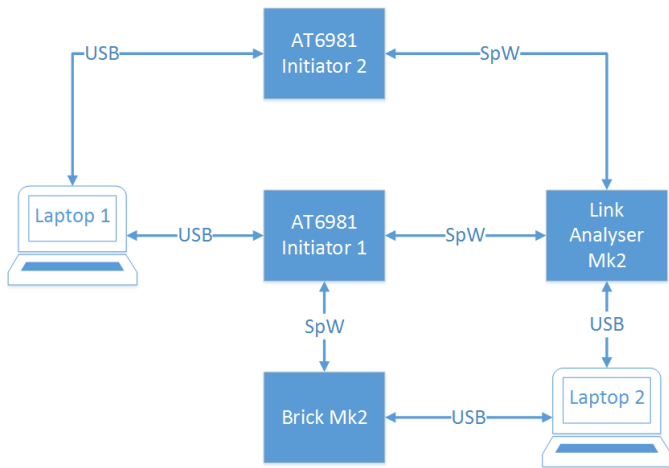 USB
AT6981
Initiator 2
SpW
Laptop 1
USB
AT6981
Initiator 1
SpW
Link
Analyser
Mk2
SpW
USB
Brick Mk2
USB
Laptop 2